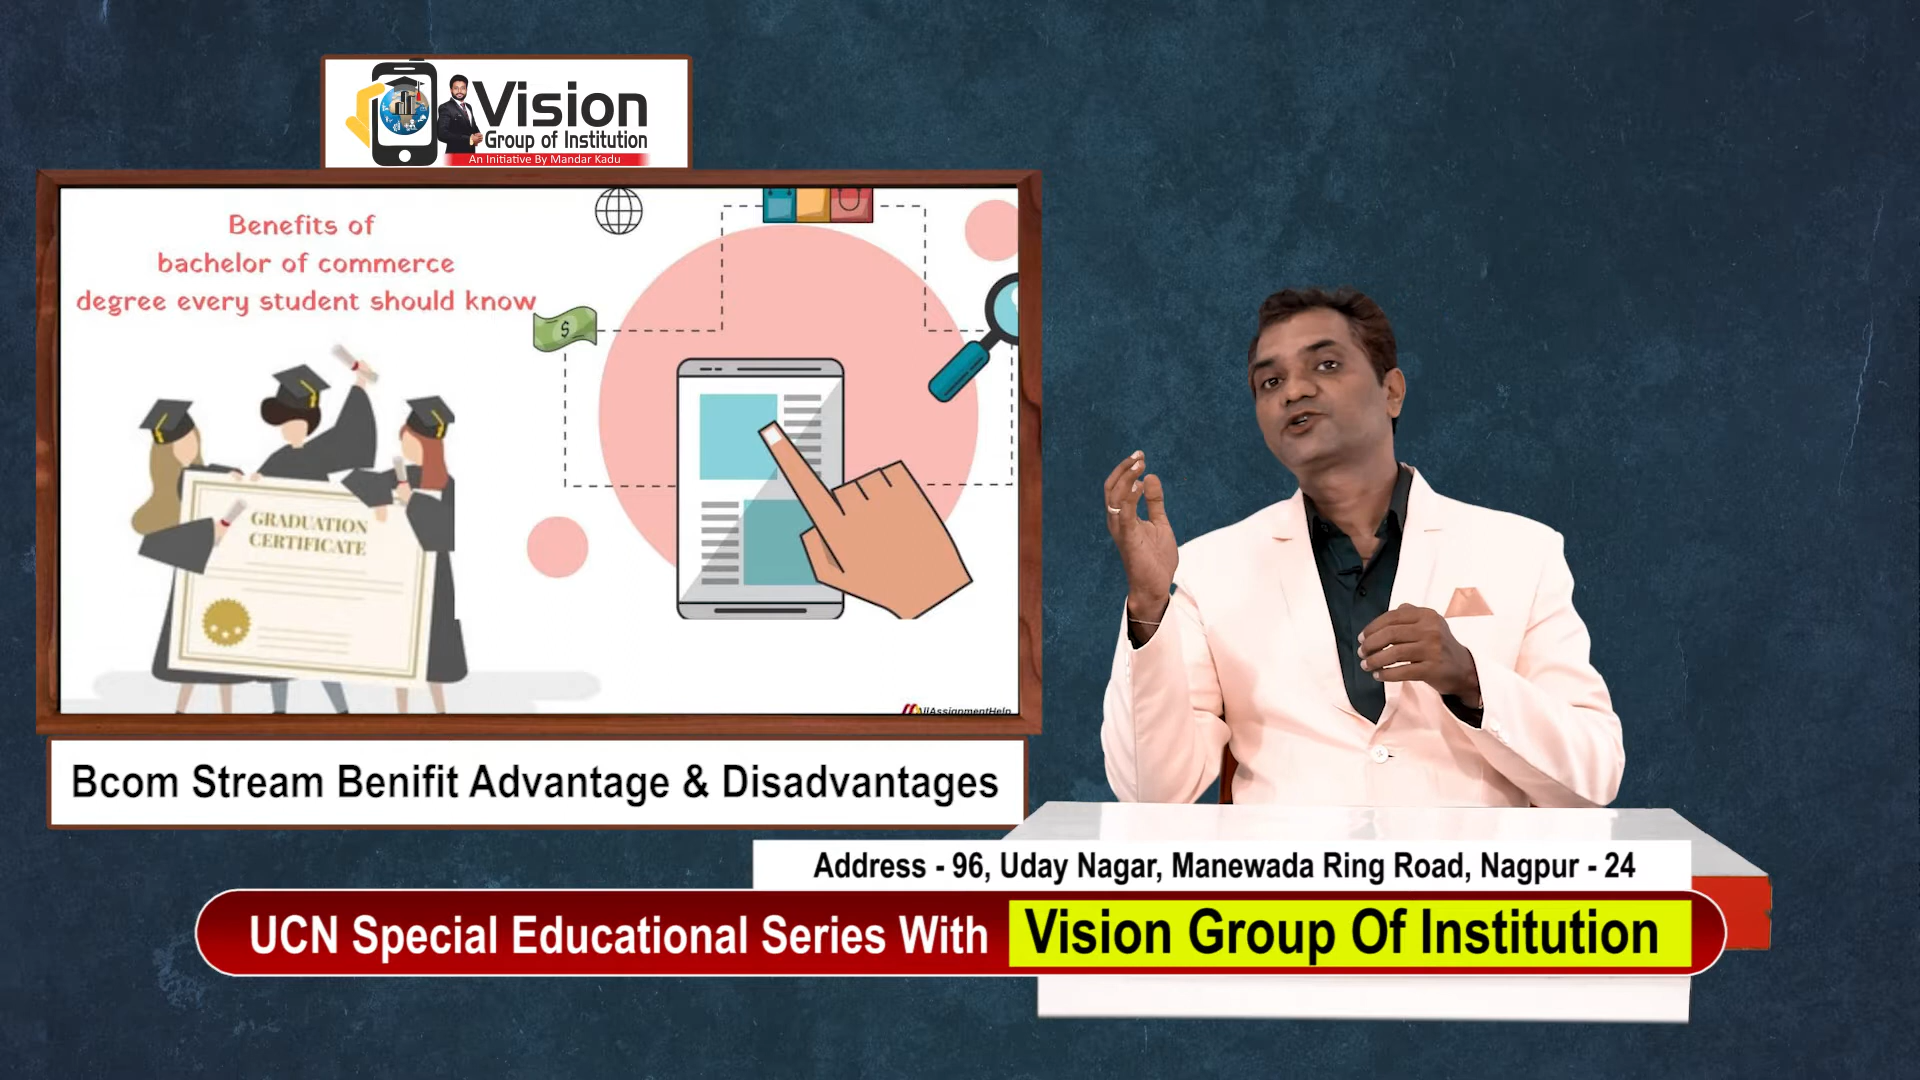 Vision
Group of Institution
An Initiative By Mandar Kadu
Benefits of
bachelor of commerce
degree every student should know
$
GRADUATION
CERTIFICATE
AllAssignmentHelp
Bcom Stream Benifit Advantage & Disadvantages
Address - 96, Uday Nagar, Manewada Ring Road, Nagpur - 24
UCN Special Educational Series With Vision Group Of Institution